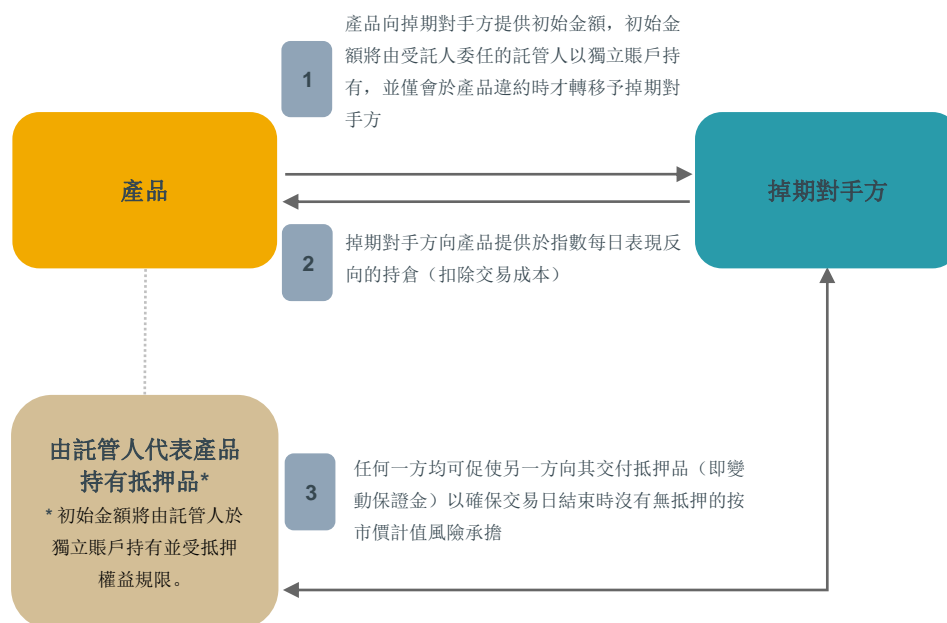 產品向掉期對手方提供初始金額，初始金
額將由受託人委任的託管人以獨立賬戶持
有，並僅會於產品違約時才轉移予掉期對
手方
1
產品
掉期對手方
2
掉期對手方向產品提供於指數每日表現反
向的持倉（扣除交易成本）
由託管人代表產品
持有抵押品*
* 初始金額將由託管人於
獨立賬戶持有並受抵押
權益規限。
3
任何一方均可促使另一方向其交付抵押品（即變
動保證金）以確保交易日結束時沒有無抵押的按
市價計值風險承擔